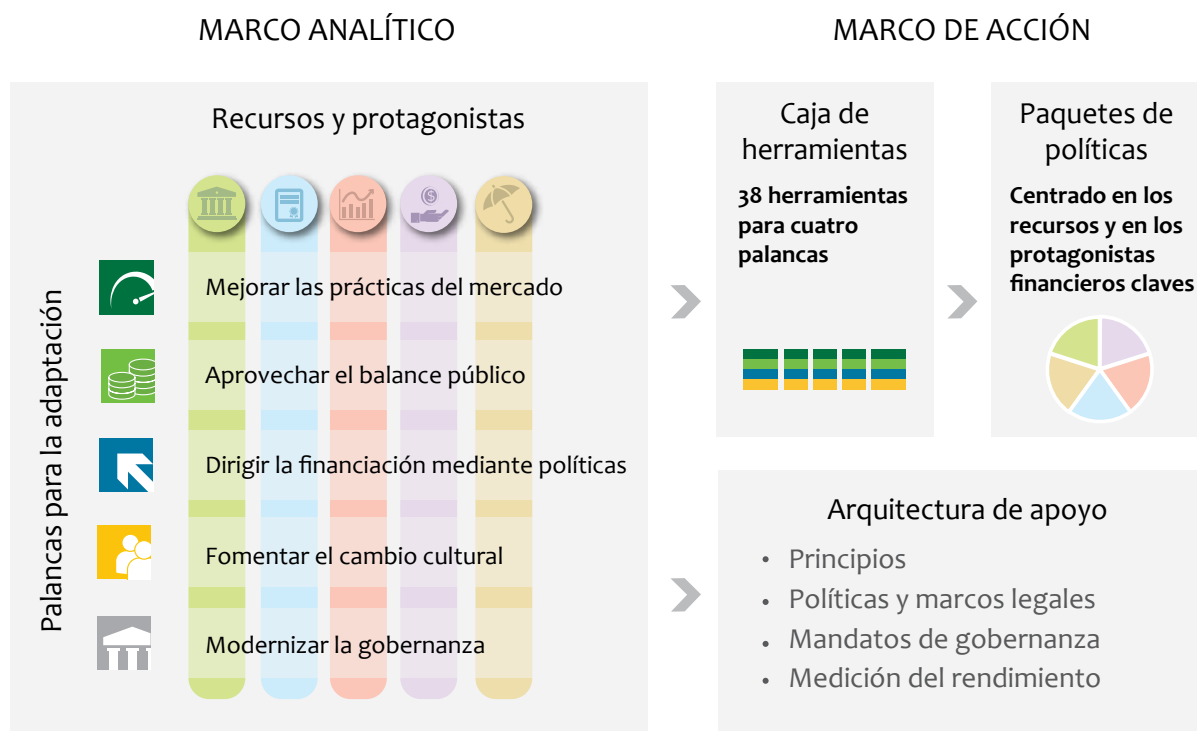 MARCO ANALÍTICO
Recursos y protagonistas
Palancas para la adaptación
Mejorar las prácticas del mercado
Aprovechar el balance público
Dirigir la financiación mediante políticas
Fomentar el cambio cultural
Modernizar la gobernanza
MARCO DE ACCIÓN
Caja de
herramientas
38 herramientas
para cuatro
palancas
Paquetes de
políticas
Centrado en los
recursos y en los
protagonistas
financieros claves
Arquitectura de apoyo
• Principios
• Políticas y marcos legales
• Mandatos de gobernanza
• Medición del rendimiento